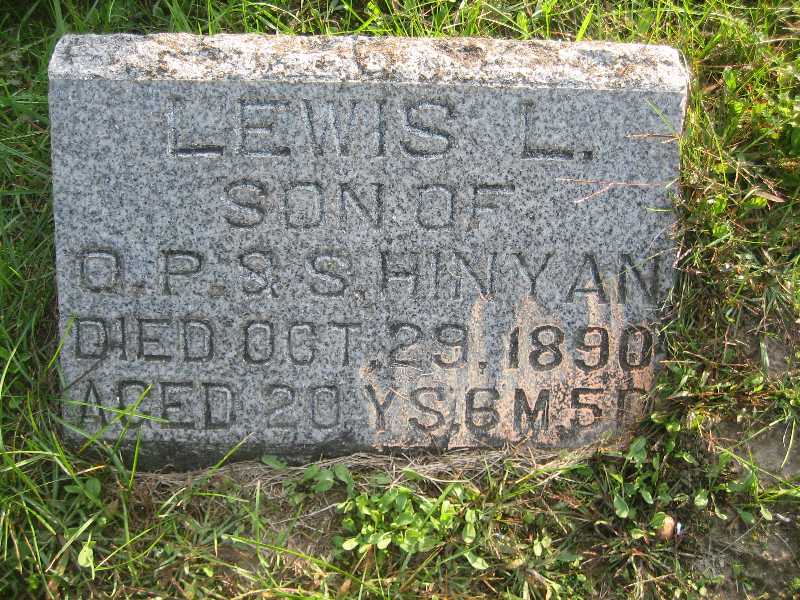 LEWIS L.
SON OF
O.P. & S. HINYAN
DIED OCT. 29, 1890
AGED 20 YS. 6 M. 5 D.